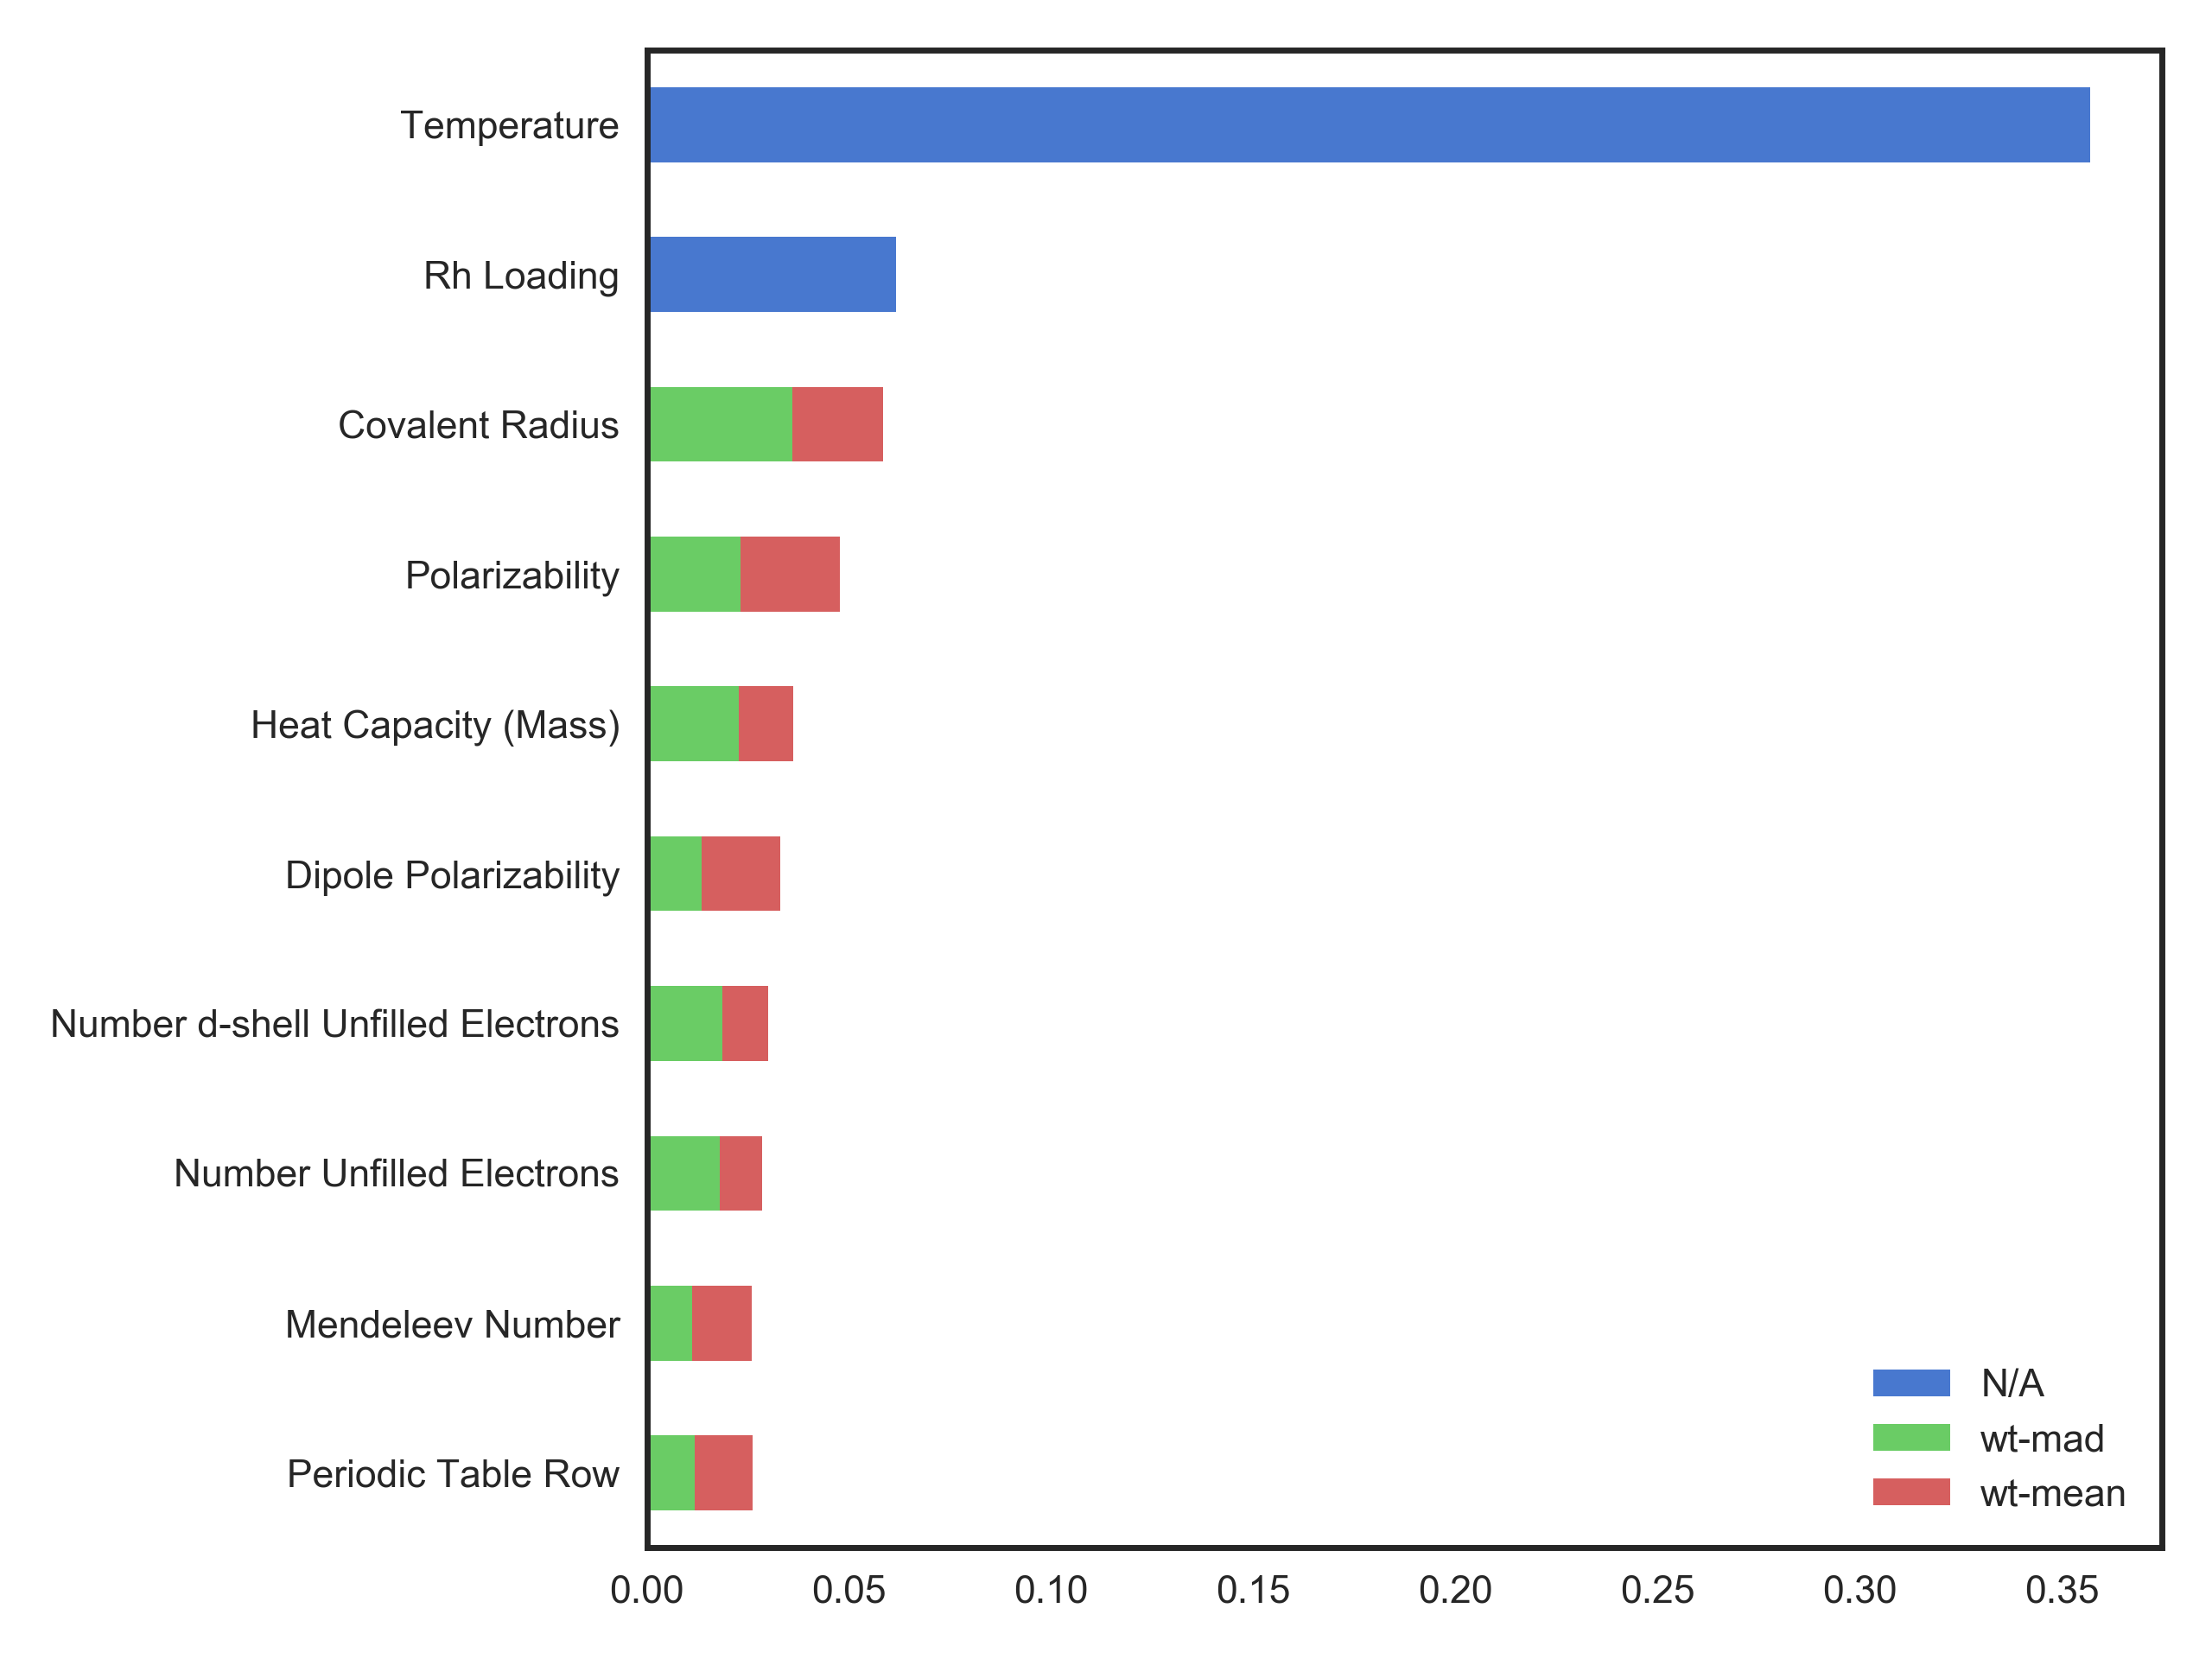 Temperature
Rh Loading
Covalent Radius
Polarizability
Heat Capacity (Mass)
Dipole Polarizability
Number d-shell Unfilled Electrons
Number Unfilled Electrons
Mendeleev Number
Periodic Table Row
N/A
wt-mad
wt-mean
0.00 0.05 0.10 0.15 0.20 0.25 0.30 0.35